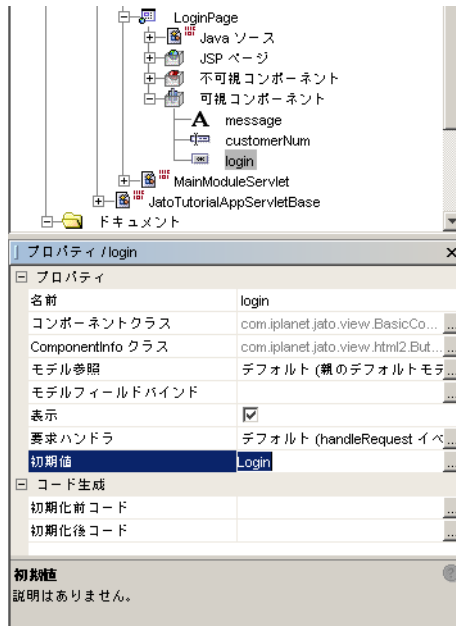 LoginPage
Java ソース
JSP ページ
不可視コンポーネント
可視コンポーネント
A message
customerNum
login
MainModuleServlet
JatoTutorialAppServletBase
ドキュメント
プロパティ / login
プロパティ
名前 login
コンポーネントクラス com.iplanet.jato.view.BasicCo... ...
ComponentInfo クラス com.iplanet.jato.view.html2.But... ...
モデル参照 デフォルト (親のデフォルトモデ... ...
モデルフィールドバインド ...
表示
要求ハンドラ デフォルト (handleRequest イベ... ...
初期値 Login ...
コード生成
初期化前コード ...
初期化後コード ...
初期値
説明はありません。